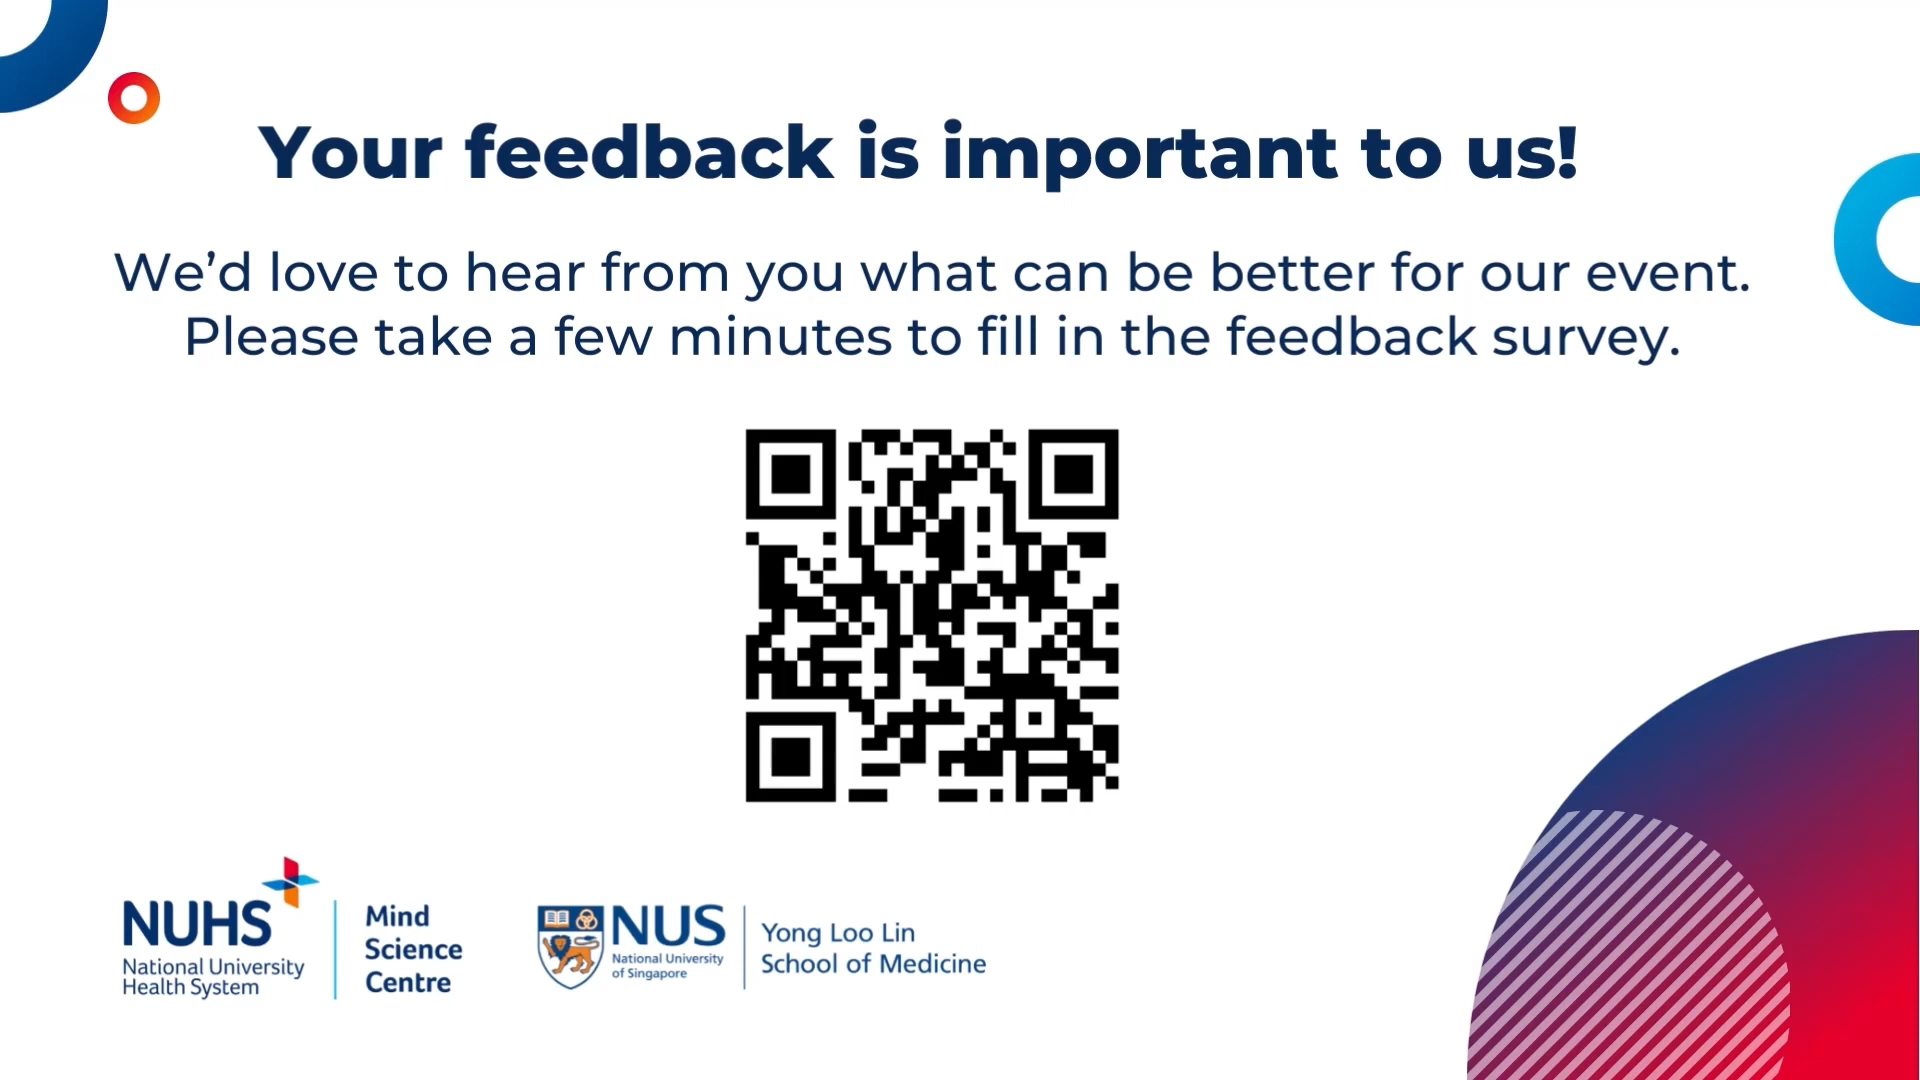 Your feedback is important to us!
We’d love to hear from you what can be better for our event.
Please take a few minutes to fill in the feedback survey.
NUHS
National University
Health System
Mind
Science
Centre
NUS
National University
of Singapore
Yong Loo Lin
School of Medicine